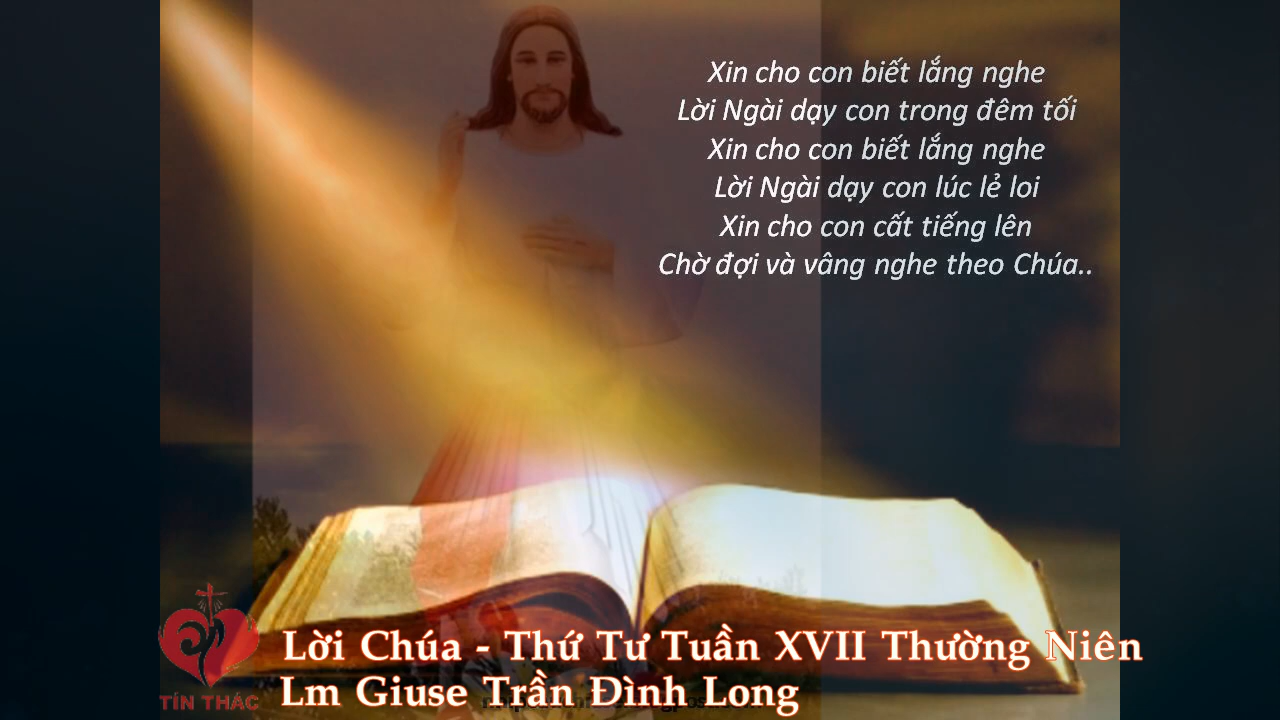 Xin cho con biết lắng nghe
Lời Ngài dạy con trong đêm tối
Xin cho con biết lắng nghe
Lời Ngài dạy con lúc lẻ loi
Xin cho con cất tiếng lên
Chờ đợi và vâng nghe theo Chúa..
Lời Chúa - Thứ Tư Tuần XVII Thường Niên
Lm Giuse Trần Đình Long
TÍN THÁC